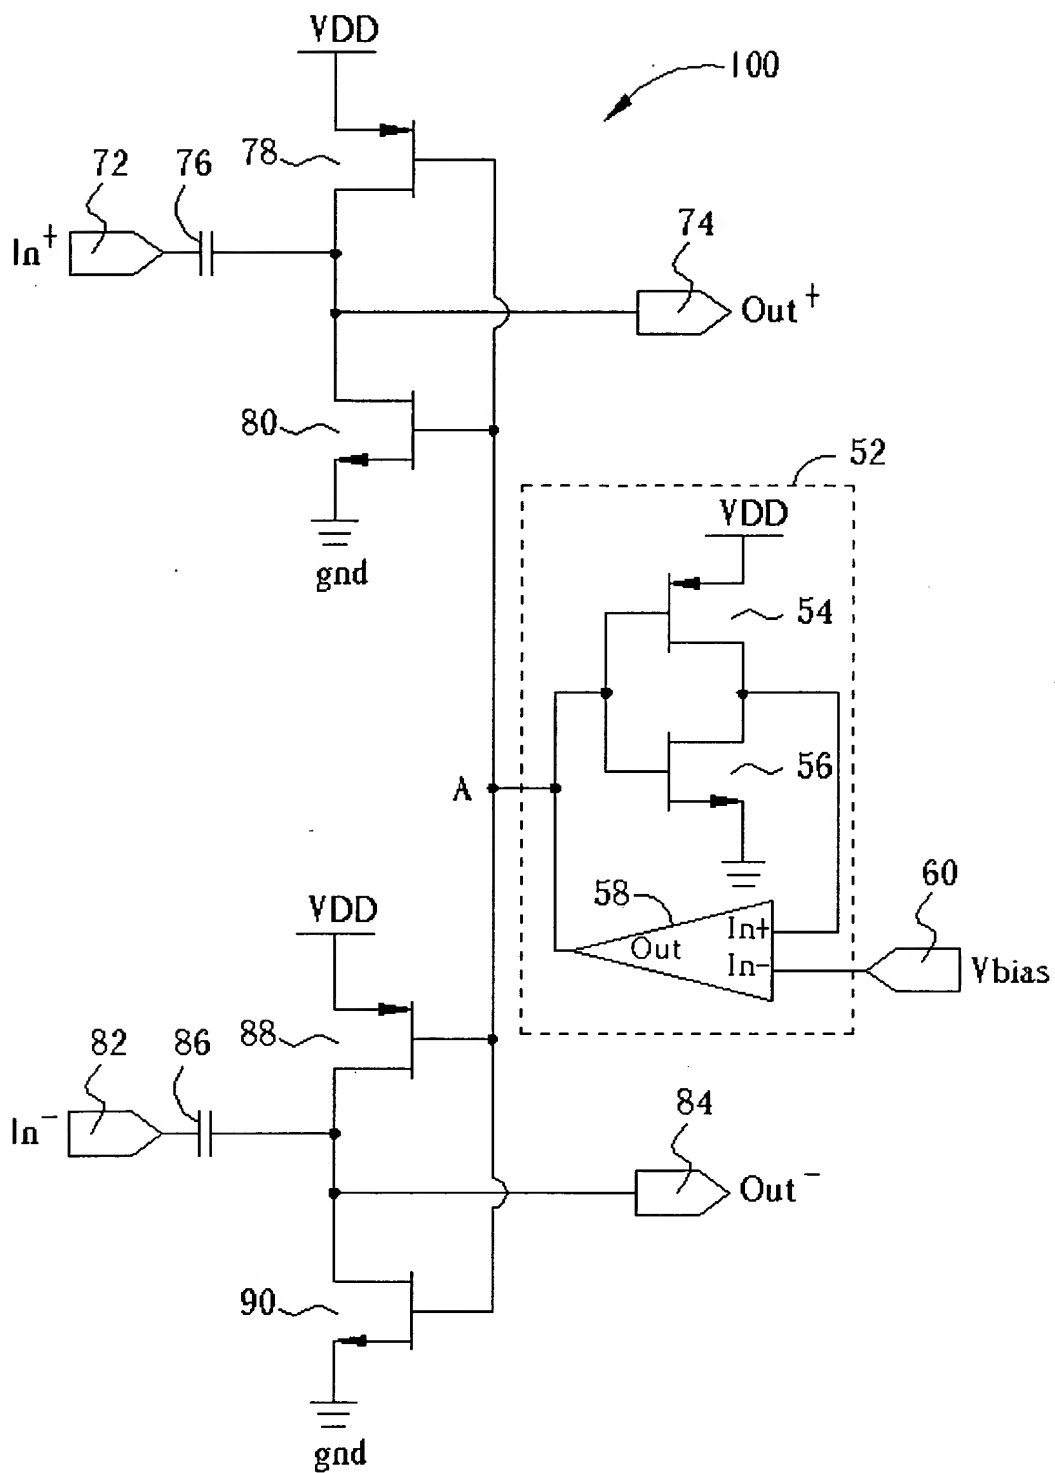 VDD
100
78
72
76
In+
74
Out+
80
gnd
52
VDD
54
56
A
58
In+
Out
In-
60
Vbias
VDD
88
82
86
In-
84
Out-
90
gnd